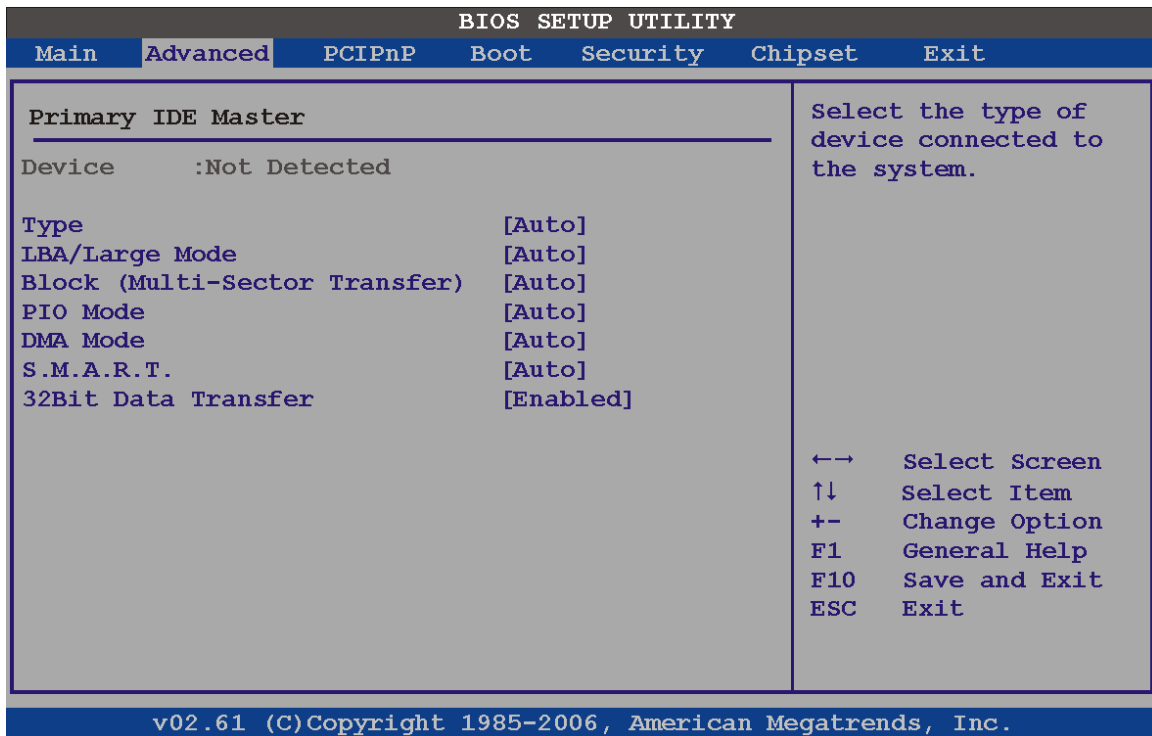 BIOS SETUP UTILITY
Main Advanced PCIPnP Boot Security Chipset Exit
Primary IDE Master
Device :Not Detected
Type [Auto]
LBA/Large Mode [Auto]
Block (Multi-Sector Transfer) [Auto]
PIO Mode [Auto]
DMA Mode [Auto]
S.M.A.R.T. [Auto]
32Bit Data Transfer [Enabled]
Select the type of
device connected to
the system.
←→ Select Screen
↑↓ Select Item
+- Change Option
F1 General Help
F10 Save and Exit
ESC Exit
v02.61 (C)Copyright 1985-2006, American Megatrends, Inc.